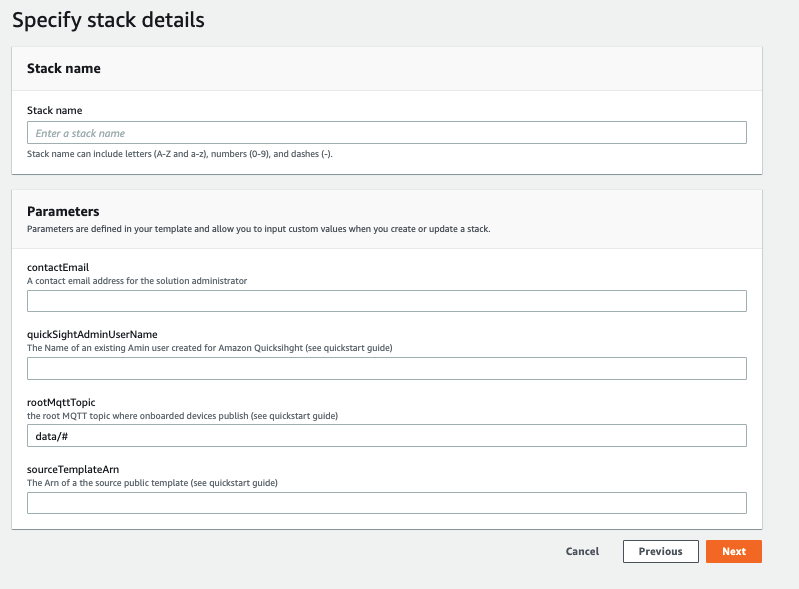 Specify stack details
Stack name
Stack name
Enter a stack name
Stack name can include letters (A-Z and a-z), numbers (0-9), and dashes (-).
Parameters
Parameters are defined in your template and allow you to input custom values when you create or update a stack.
contactEmail
A contact email address for the solution administrator
quickSightAdminUserName
The Name of an existing Amin user created for Amazon Quicksihght (see quickstart guide)
rootMqttTopic
the root MQTT topic where onboarded devices publish (see quickstart guide)
data/#
sourceTemplateArn
The Arn of a the source public template (see quickstart guide)
Cancel Previous Next